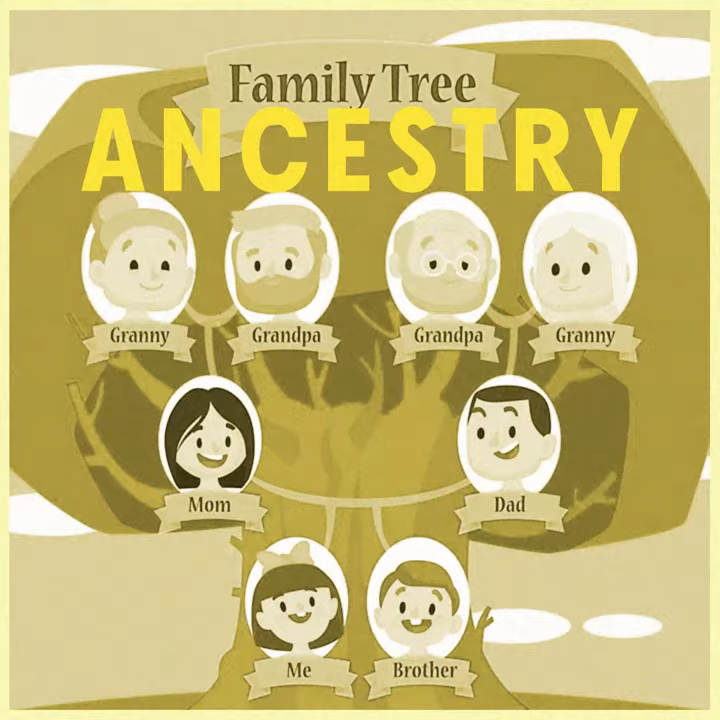 Family Tree
ANCESTRY
Granny Grandpa Grandpa Granny
Mom Dad
Me Brother